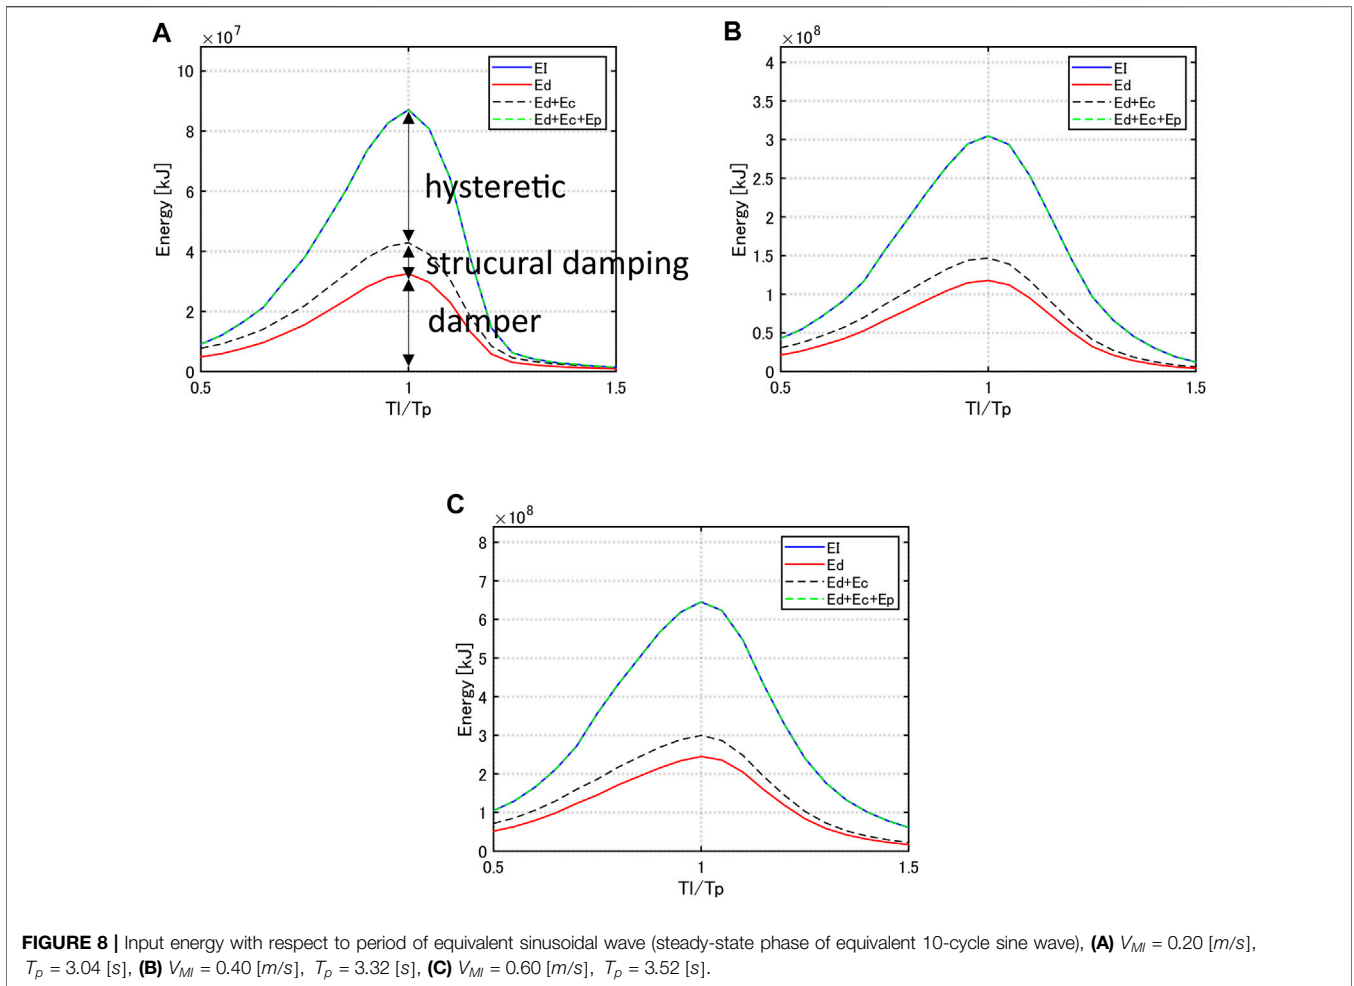 A
×10⁷
10
8
6
4
2
0
0.5
1
1.5
Energy [kJ]
Tl/Tp
EI
Ed
Ed+Ec
Ed+Ec+Ep
hysteretic
strucural damping
damper
B
×10⁸
4
3.5
3
2.5
2
1.5
1
0.5
0
0.5
1
1.5
Energy [kJ]
Tl/Tp
EI
Ed
Ed+Ec
Ed+Ec+Ep
C
×10⁸
8
7
6
5
4
3
2
1
0
0.5
1
1.5
Energy [kJ]
Tl/Tp
EI
Ed
Ed+Ec
Ed+Ec+Ep
FIGURE 8 | Input energy with respect to period of equivalent sinusoidal wave (steady-state phase of equivalent 10-cycle sine wave), (A) V_MI = 0.20 [m/s],
T_p = 3.04 [s], (B) V_MI = 0.40 [m/s], T_p = 3.32 [s], (C) V_MI = 0.60 [m/s], T_p = 3.52 [s].